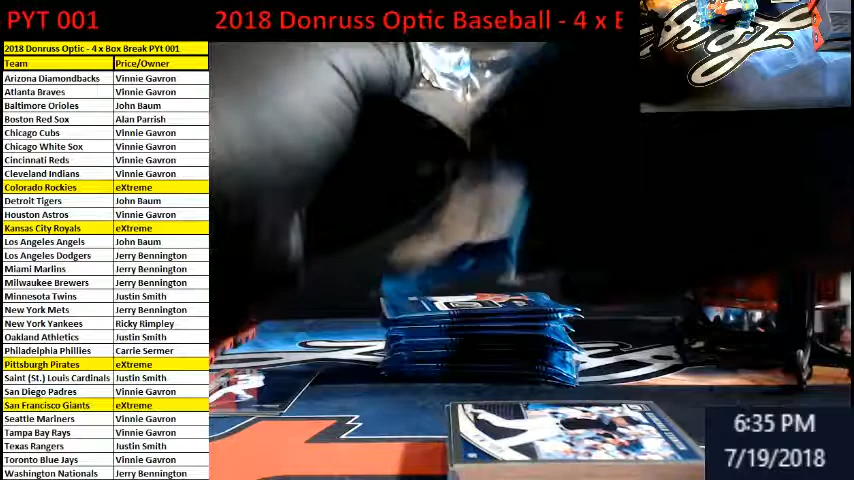 PYT 001
2018 Donruss Optic Baseball - 4 x B
2018 Donruss Optic - 4 x Box Break PYt 001
Team Price/Owner
Arizona Diamondbacks Vinnie Gavron
Atlanta Braves Vinnie Gavron
Baltimore Orioles John Baum
Boston Red Sox Alan Parrish
Chicago Cubs Vinnie Gavron
Chicago White Sox Vinnie Gavron
Cincinnati Reds Vinnie Gavron
Cleveland Indians Vinnie Gavron
Colorado Rockies eXtreme
Detroit Tigers John Baum
Houston Astros Vinnie Gavron
Kansas City Royals eXtreme
Los Angeles Angels John Baum
Los Angeles Dodgers Jerry Bennington
Miami Marlins Jerry Bennington
Milwaukee Brewers Jerry Bennington
Minnesota Twins Justin Smith
New York Mets Jerry Bennington
New York Yankees Ricky Rimpley
Oakland Athletics Justin Smith
Philadelphia Phillies Carrie Sermer
Pittsburgh Pirates eXtreme
Saint (St.) Louis Cardinals Justin Smith
San Diego Padres Vinnie Gavron
San Francisco Giants eXtreme
Seattle Mariners Vinnie Gavron
Tampa Bay Rays Vinnie Gavron
Texas Rangers Justin Smith
Toronto Blue Jays Vinnie Gavron
Washington Nationals Jerry Bennington
6:35 PM
7/19/2018